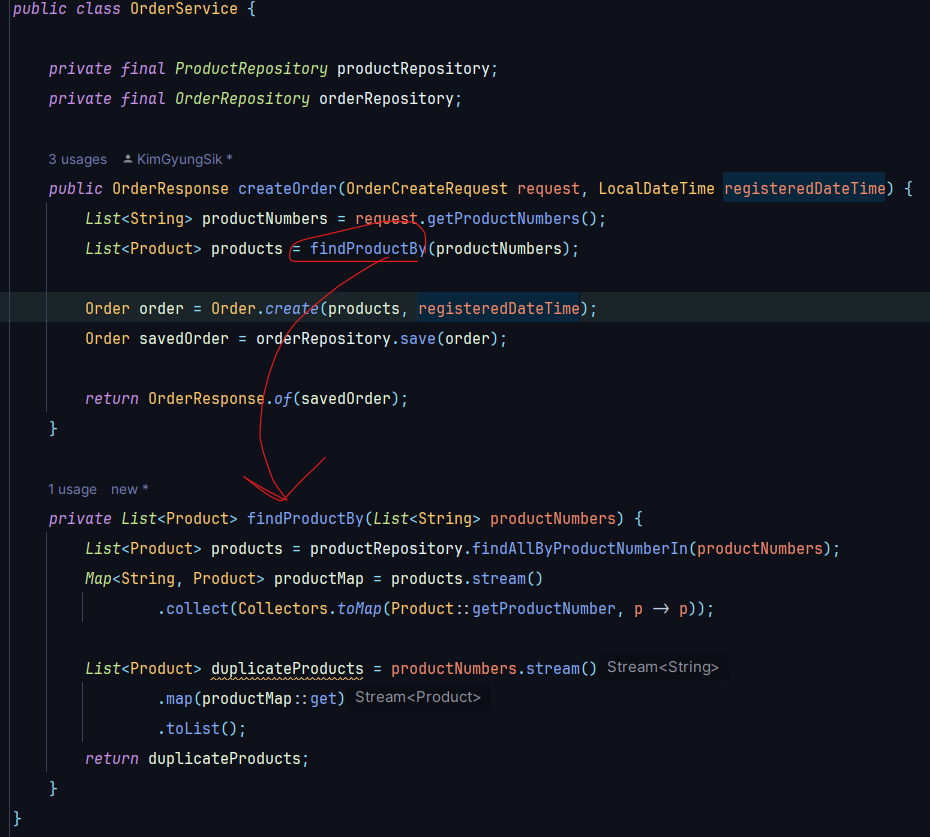 public class OrderService {
private final ProductRepository productRepository;
private final OrderRepository orderRepository;
3 usages KimGyungSik *
public OrderResponse createOrder(OrderCreateRequest request, LocalDateTime registeredDateTime) {
List<String> productNumbers = request.getProductNumbers();
List<Product> products = findProductBy(productNumbers);
Order order = Order.create(products, registeredDateTime);
Order savedOrder = orderRepository.save(order);
return OrderResponse.of(savedOrder);
}
1 usage new *
private List<Product> findProductBy(List<String> productNumbers) {
List<Product> products = productRepository.findAllByProductNumberIn(productNumbers);
Map<String, Product> productMap = products.stream()
.collect(Collectors.toMap(Product::getProductNumber, p -> p));
List<Product> duplicateProducts = productNumbers.stream() Stream<String>
.map(productMap::get) Stream<Product>
.toList();
return duplicateProducts;
}
}